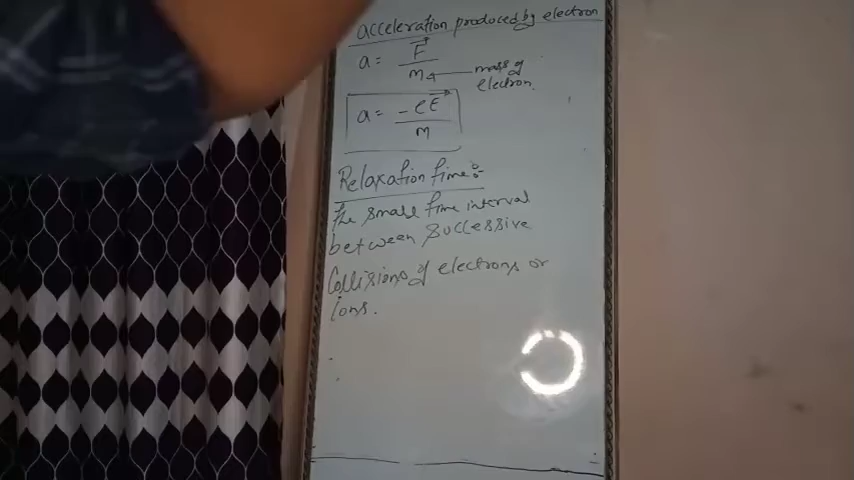 acceleration produced by electron
a = F→ / m ← mass of electron.
a = -eE→ / m
Relaxation time :-
The small time interval
between successive
Collisions of electrons or
ions.